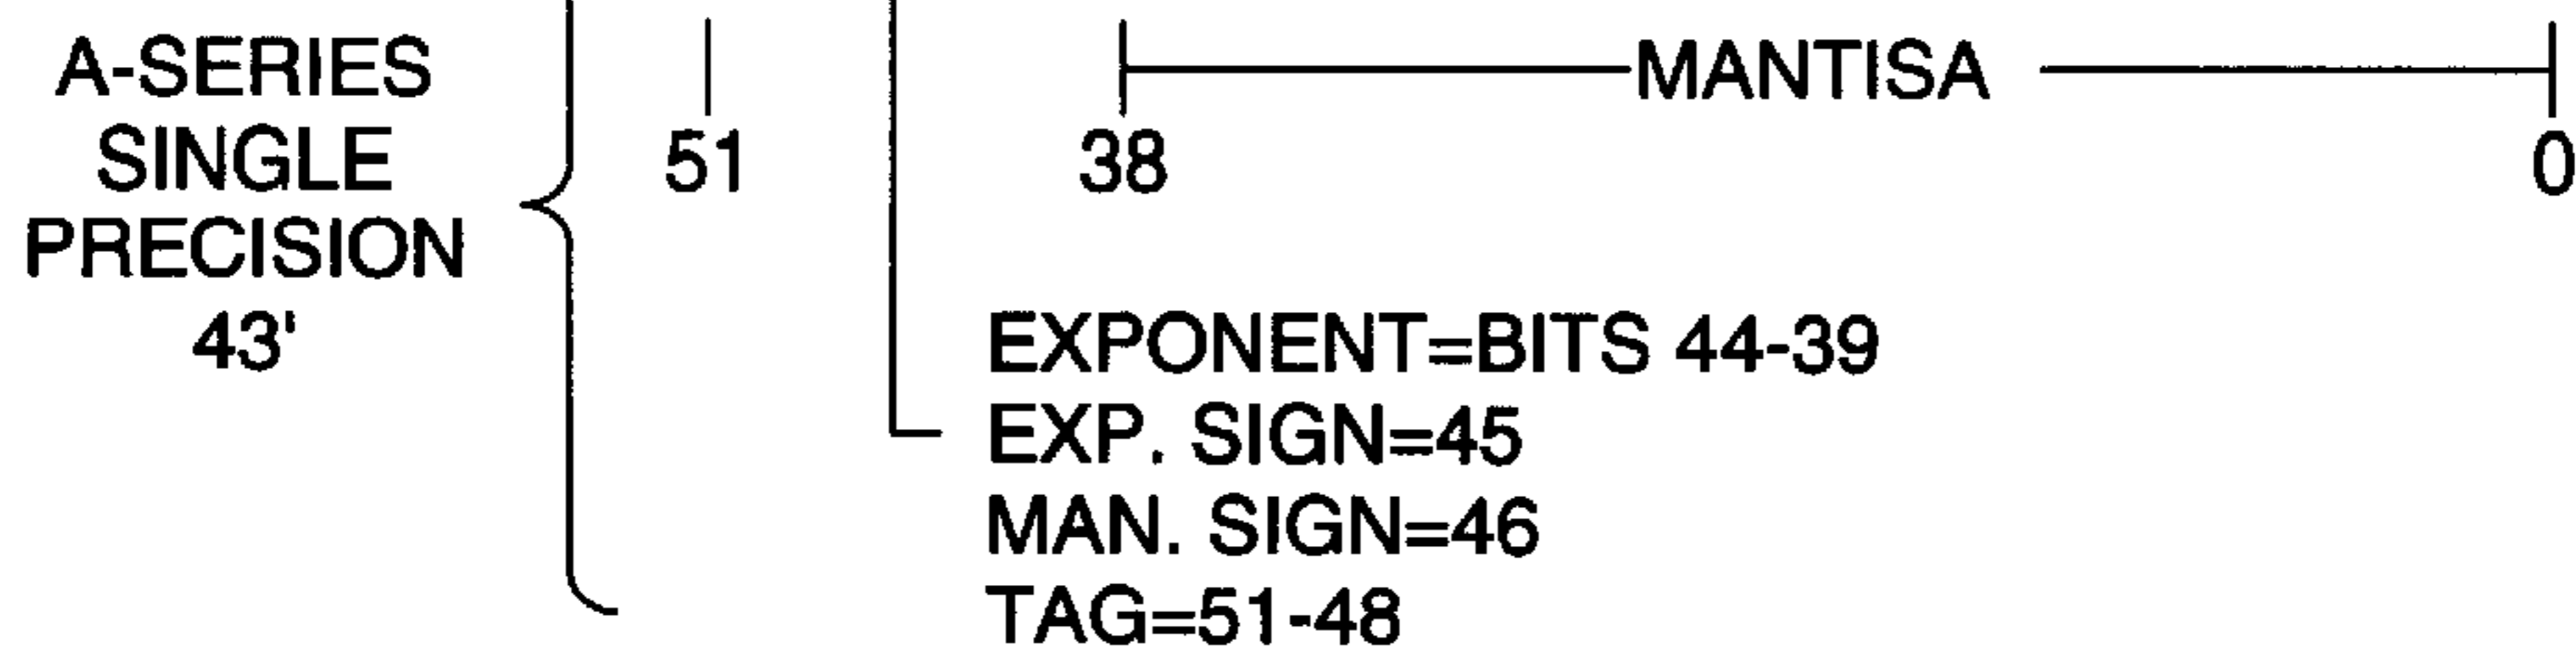 A-SERIES
SINGLE
PRECISION
43'
51
38
MANTISA
0
EXPONENT=BITS 44-39
EXP. SIGN=45
MAN. SIGN=46
TAG=51-48